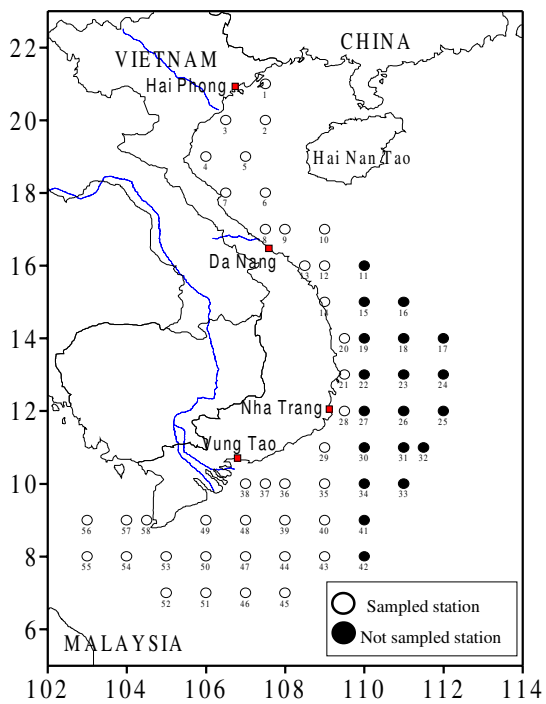 22
CHINA
VIETNAM
Hai Phong
1
20
3 2
Hai Nan Tao
4 5
18
7 6
8 9 10
Da Nang
16
13 12 11
14 15 16
14
20 19 18 17
21 22 23 24
Nha Trang
12
28 27 26 25
Vung Tao
29 30 31 32
10
38 37 36 35 34 33
56 57 58 49 48 39 40 41
8
55 54 53 50 47 44 43 42
52 51 46 45
Sampled station
6
Not sampled station
MALAYSIA
102 104 106 108 110 112 114